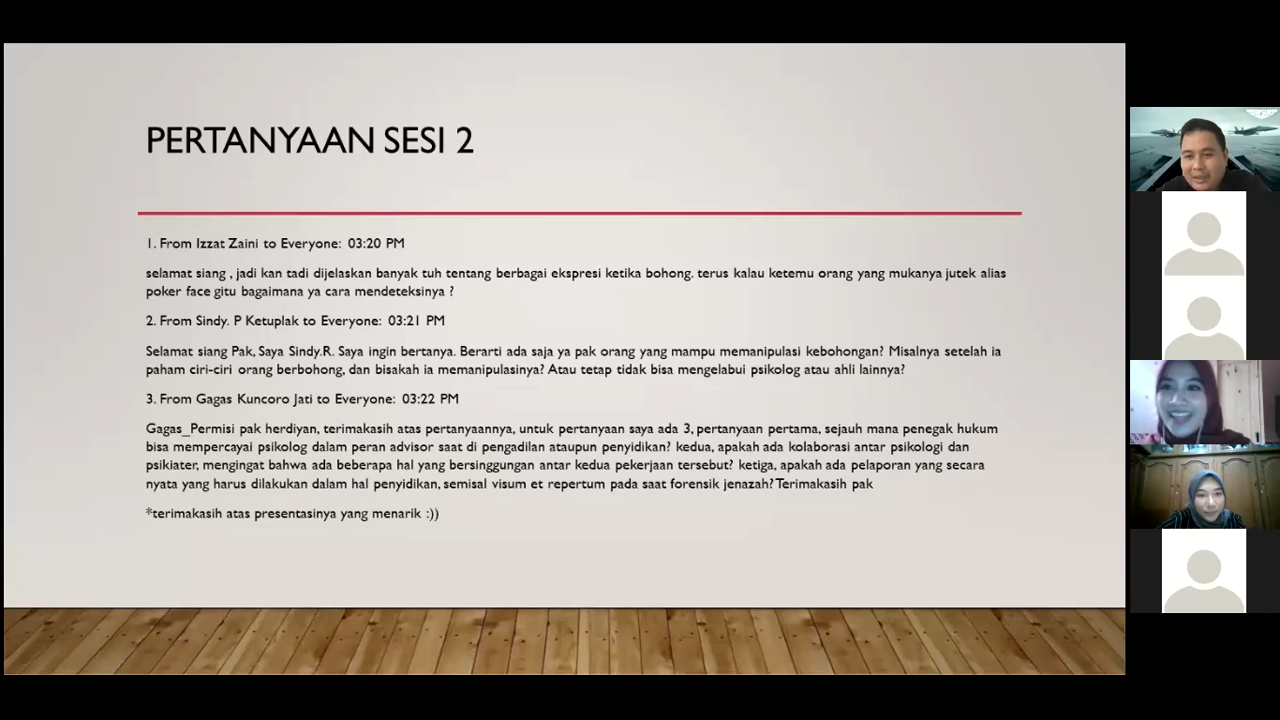 PERTANYAAN SESI 2
1. From Izzat Zaini to Everyone: 03:20 PM
selamat siang , jadi kan tadi dijelaskan banyak tuh tentang berbagai ekspresi ketika bohong. terus kalau ketemu orang yang mukanya jutek alias
poker face gitu bagaimana ya cara mendeteksinya ?
2. From Sindy. P Ketuplak to Everyone: 03:21 PM
Selamat siang Pak, Saya Sindy.R. Saya ingin bertanya. Berarti ada saja ya pak orang yang mampu memanipulasi kebohongan? Misalnya setelah ia
paham ciri-ciri orang berbohong, dan bisakah ia memanipulasinya? Atau tetap tidak bisa mengelabui psikolog atau ahli lainnya?
3. From Gagas Kuncoro Jati to Everyone: 03:22 PM
Gagas_Permisi pak herdiyan, terimakasih atas pertanyaannya, untuk pertanyaan saya ada 3, pertanyaan pertama, sejauh mana penegak hukum
bisa mempercayai psikolog dalam peran advisor saat di pengadilan ataupun penyidikan? kedua, apakah ada kolaborasi antar psikologi dan
psikiater, mengingat bahwa ada beberapa hal yang bersinggungan antar kedua pekerjaan tersebut? ketiga, apakah ada pelaporan yang secara
nyata yang harus dilakukan dalam hal penyidikan, semisal visum et repertum pada saat forensik jenazah? Terimakasih pak
*terimakasih atas presentasinya yang menarik :))